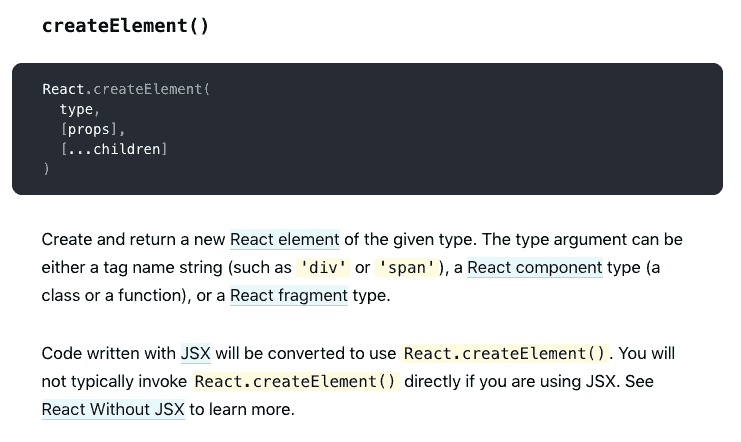 createElement()
React.createElement(
  type,
  [props],
  [...children]
)
Create and return a new React element of the given type. The type argument can be
either a tag name string (such as 'div' or 'span'), a React component type (a
class or a function), or a React fragment type.
Code written with JSX will be converted to use React.createElement(). You will
not typically invoke React.createElement() directly if you are using JSX. See
React Without JSX to learn more.